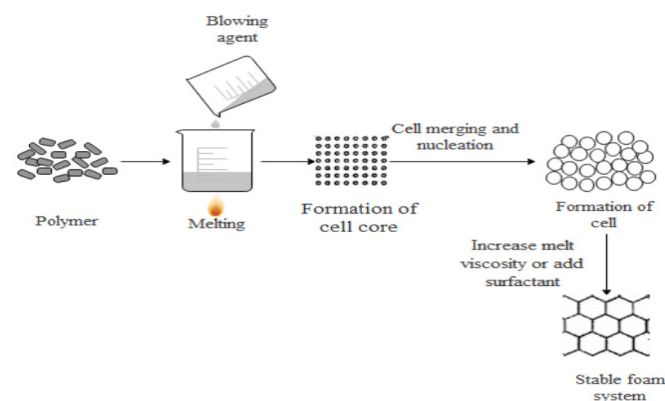 Blowing
agent
Polymer
Melting
Formation of
cell core
Cell merging and
nucleation
Formation of
cell
Increase melt
viscosity or add
surfactant
Stable foam
system